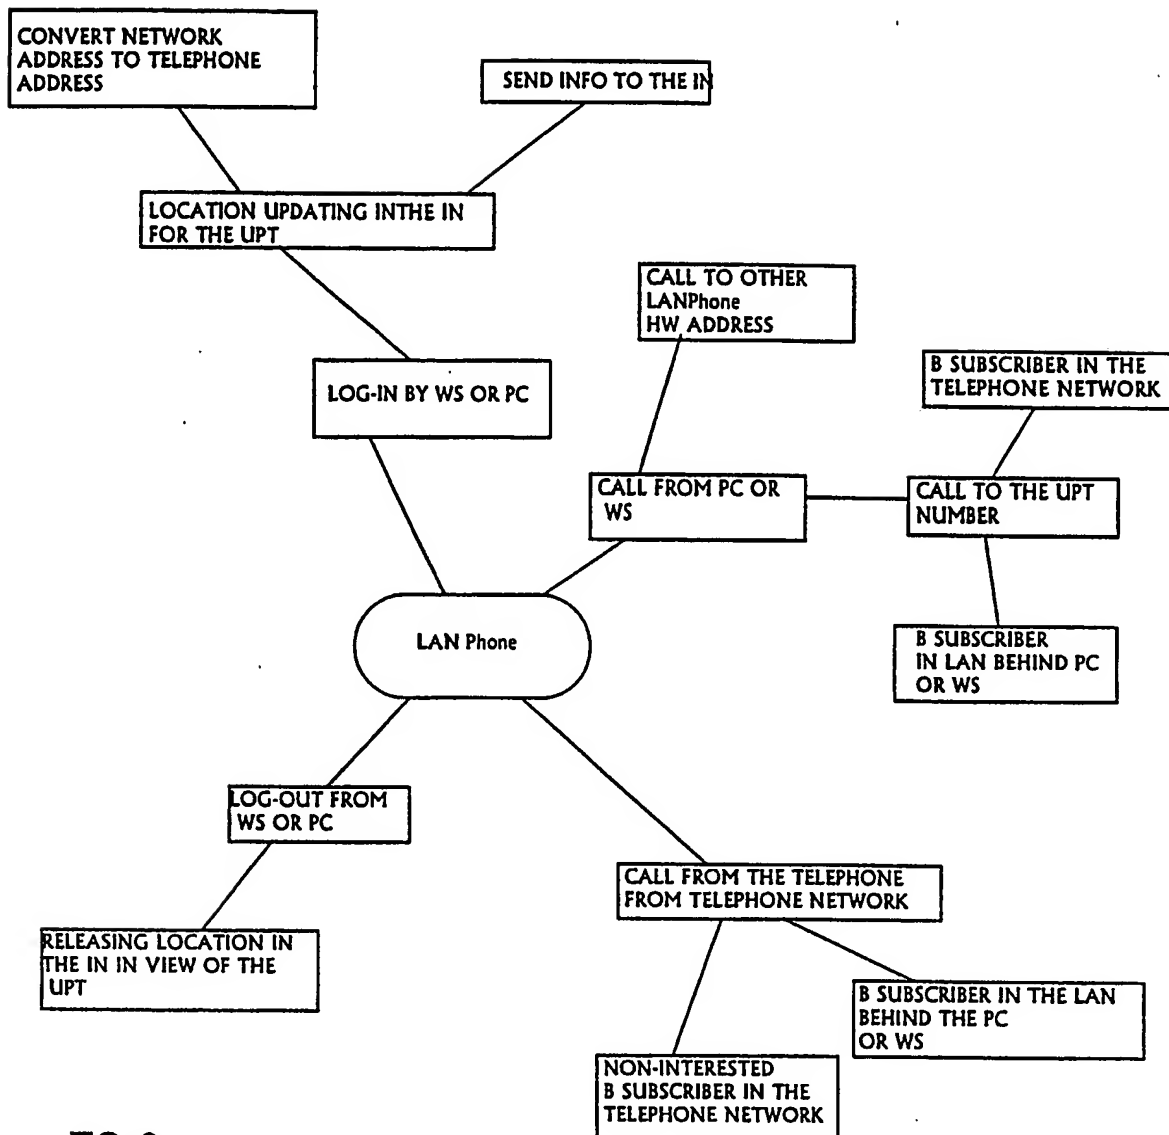 CONVERT NETWORK
ADDRESS TO TELEPHONE
ADDRESS
SEND INFO TO THE IN
LOCATION UPDATING INTHE IN
FOR THE UPT
CALL TO OTHER
LANPhone
HW ADDRESS
B SUBSCRIBER IN THE
TELEPHONE NETWORK
LOG-IN BY WS OR PC
CALL FROM PC OR
WS
CALL TO THE UPT
NUMBER
LAN Phone
B SUBSCRIBER
IN LAN BEHIND PC
OR WS
LOG-OUT FROM
WS OR PC
CALL FROM THE TELEPHONE
FROM TELEPHONE NETWORK
RELEASING LOCATION IN
THE IN IN VIEW OF THE
UPT
B SUBSCRIBER IN THE LAN
BEHIND THE PC
OR WS
NON-INTERESTED
B SUBSCRIBER IN THE
TELEPHONE NETWORK